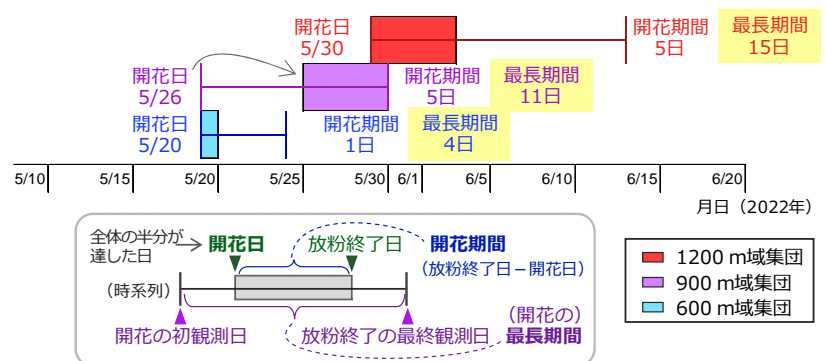 開花日
5/30
開花期間
5日
最長期間
15日
開花日
5/26
開花期間
5日
最長期間
11日
開花日
5/20
開花期間
1日
最長期間
4日
5/10 5/15 5/20 5/25 5/30 6/1 6/5 6/10 6/15 6/20
月日（2022年）
全体の半分が
達した日
開花日
放粉終了日
開花期間
（放粉終了日－開花日）
（時系列）
開花の初観測日
放粉終了の最終観測日
（開花の）
最長期間
1200 m域集団
900 m域集団
600 m域集団